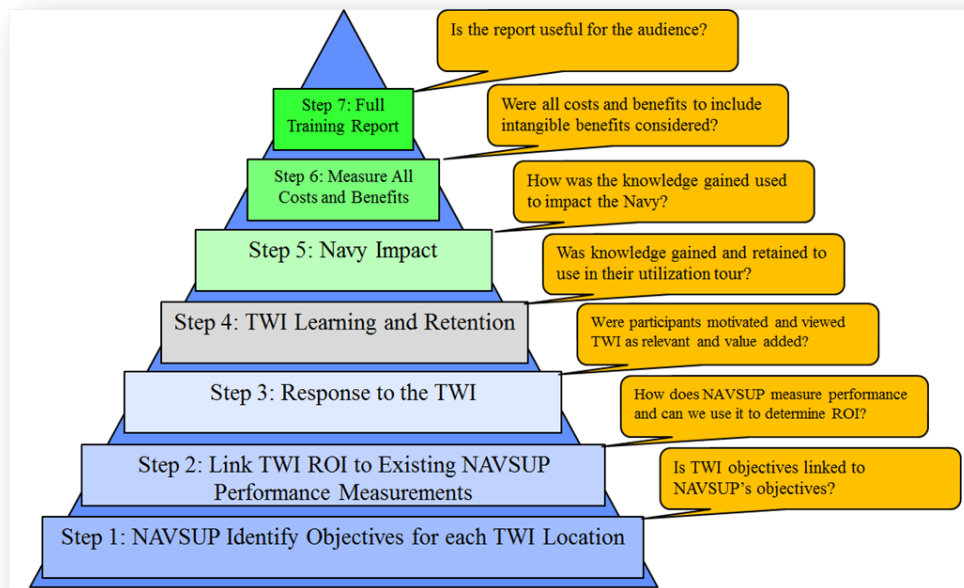 Is the report useful for the audience?
Step 7: Full
Training Report
Were all costs and benefits to include
intangible benefits considered?
Step 6: Measure All
Costs and Benefits
How was the knowledge gained used
to impact the Navy?
Step 5: Navy Impact
Was knowledge gained and retained to
use in their utilization tour?
Step 4: TWI Learning and Retention
Were participants motivated and viewed
TWI as relevant and value added?
Step 3: Response to the TWI
How does NAVSUP measure performance
and can we use it to determine ROI?
Step 2: Link TWI ROI to Existing NAVSUP
Performance Measurements
Is TWI objectives linked to
NAVSUP's objectives?
Step 1: NAVSUP Identify Objectives for each TWI Location